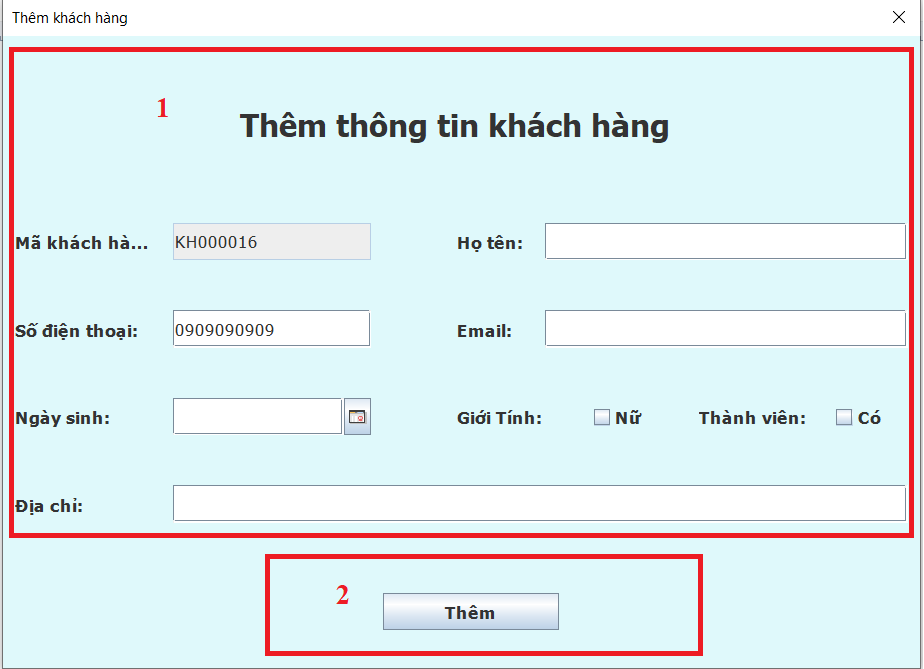 Thêm khách hàng
1
Thêm thông tin khách hàng
Mã khách hà... KH000016 Họ tên:
Số điện thoại: 0909090909 Email:
Ngày sinh: Giới Tính: Nữ Thành viên: Có
Địa chỉ:
2
Thêm